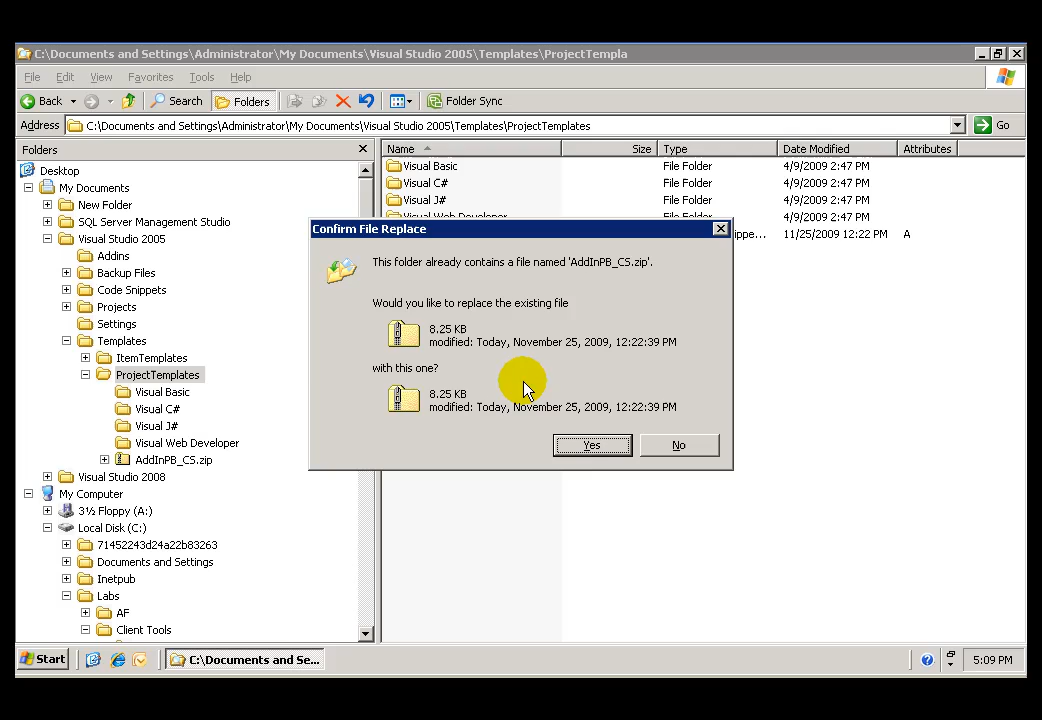 C:\Documents and Settings\Administrator\My Documents\Visual Studio 2005\Templates\ProjectTempla
File Edit View Favorites Tools Help
Back Search Folders Folder Sync
Address C:\Documents and Settings\Administrator\My Documents\Visual Studio 2005\Templates\ProjectTemplates Go
Folders
Name Size Type Date Modified Attributes
Desktop
Visual Basic File Folder 4/9/2009 2:47 PM
My Documents
Visual C# File Folder 4/9/2009 2:47 PM
New Folder
Visual J# File Folder 4/9/2009 2:47 PM
SQL Server Management Studio
Visual Web Developer File Folder 4/9/2009 2:47 PM
Visual Studio 2005
ippe... 11/25/2009 12:22 PM A
Addins
Backup Files
Code Snippets
Projects
Settings
Templates
ItemTemplates
ProjectTemplates
Visual Basic
Visual C#
Visual J#
Visual Web Developer
AddInPB_CS.zip
Visual Studio 2008
My Computer
3½ Floppy (A:)
Local Disk (C:)
71452243d24a22b83263
Documents and Settings
Inetpub
Labs
AF
Client Tools
Confirm File Replace
This folder already contains a file named 'AddInPB_CS.zip'.
Would you like to replace the existing file
8.25 KB
modified: Today, November 25, 2009, 12:22:39 PM
with this one?
8.25 KB
modified: Today, November 25, 2009, 12:22:39 PM
Yes No
Start C:\Documents and Se... 5:09 PM